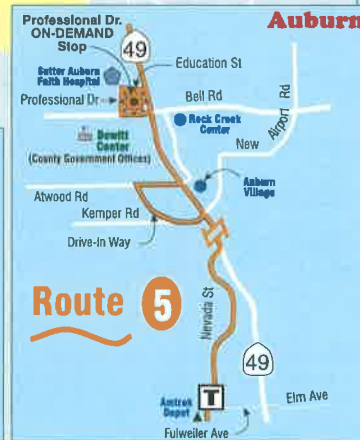 Auburn
Professional Dr.
ON-DEMAND
Stop
49
Education St
Sutter Auburn
Faith Hospital
Professional Dr
Bell Rd
Airport Rd
Rock Creek
Center
Dewitt
Center
(County Government Offices)
New
Atwood Rd
Auburn
Village
Kemper Rd
Drive-In Way
Route 5
Nevada St
49
T
Amtrak
Depot
Elm Ave
Fulweiler Ave